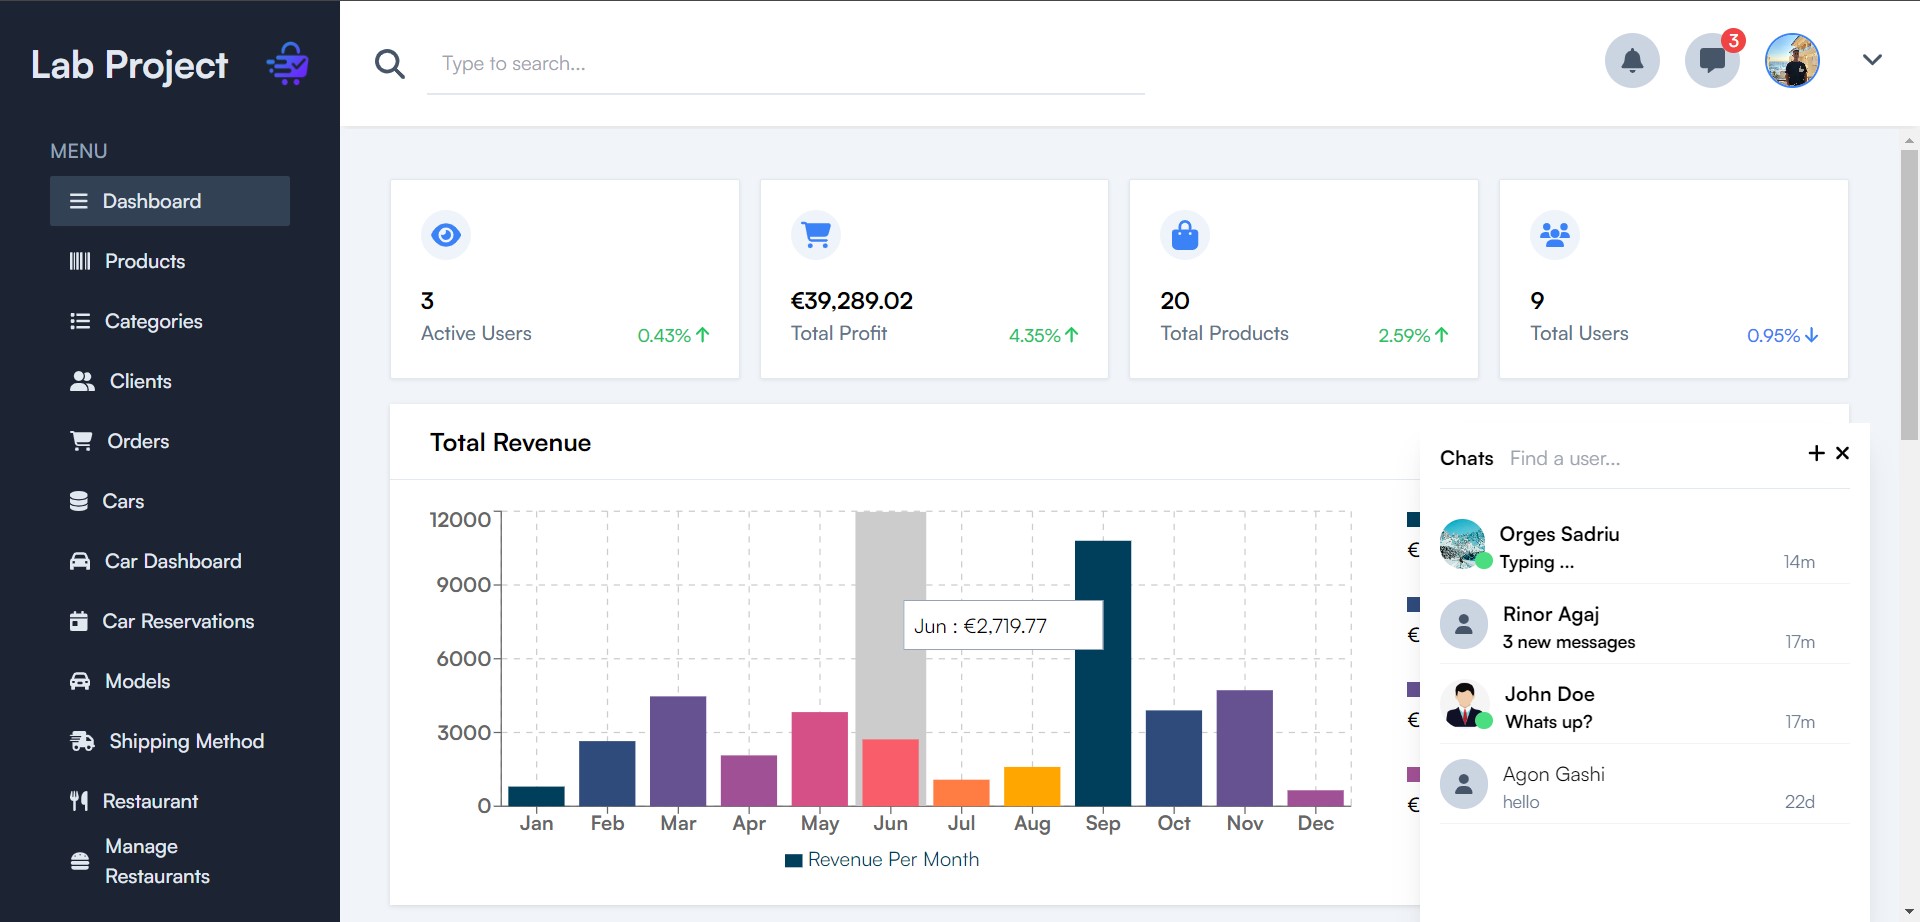 Lab Project
MENU
Dashboard
Products
Categories
Clients
Orders
Cars
Car Dashboard
Car Reservations
Models
Shipping Method
Restaurant
Manage
Restaurants
Type to search...
3
3
Active Users 0.43%
€39,289.02
Total Profit 4.35%
20
Total Products 2.59%
9
Total Users 0.95%
Total Revenue
12000
9000
6000
3000
0
Jun : €2,719.77
Jan Feb Mar Apr May Jun Jul Aug Sep Oct Nov Dec
Revenue Per Month
€
€
€
€
Chats Find a user...
Orges Sadriu
Typing ... 14m
Rinor Agaj
3 new messages 17m
John Doe
Whats up? 17m
Agon Gashi
hello 22d